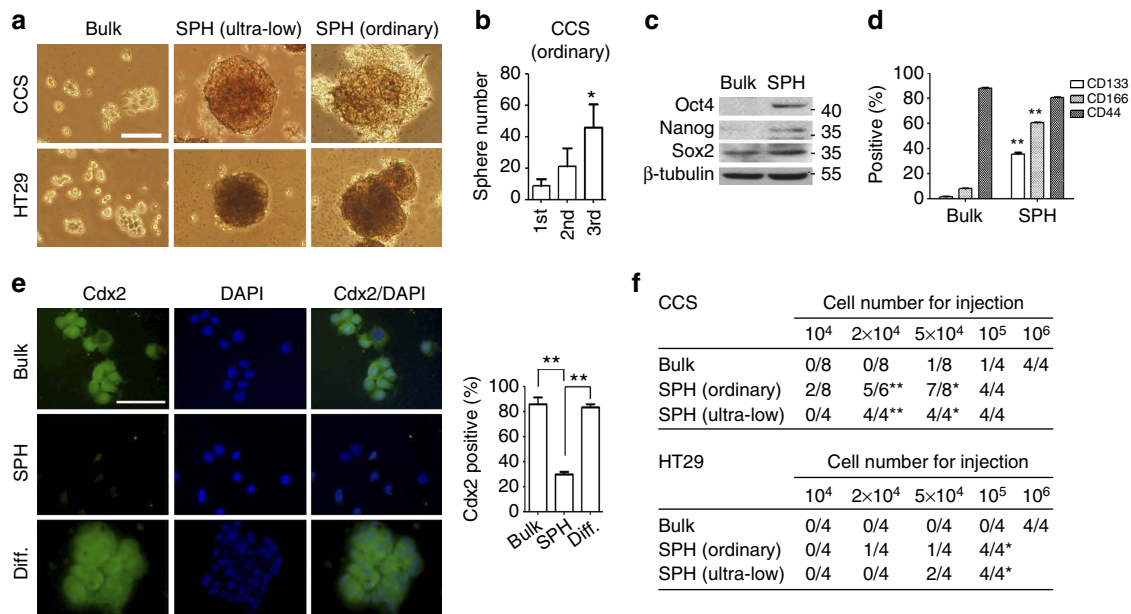 a
Bulk SPH (ultra-low) SPH (ordinary)
CCS
HT29
b
CCS
(ordinary)
Sphere number
80
60
40
20
0
*
1st 2nd 3rd
c
Bulk SPH
Oct4
40
Nanog
35
Sox2
35
β-tubulin
55
d
Positive (%)
100
80
60
40
20
0
** **
CD133
CD166
CD44
Bulk SPH
e
Cdx2 DAPI Cdx2/DAPI
Bulk
SPH
Diff.
Cdx2 positive (%)
100
80
60
40
20
0
** **
Bulk SPH Diff.
f
CCS Cell number for injection
10⁴ 2×10⁴ 5×10⁴ 10⁵ 10⁶
Bulk 0/8 0/8 1/8 1/4 4/4
SPH (ordinary) 2/8 5/6** 7/8* 4/4
SPH (ultra-low) 0/4 4/4** 4/4* 4/4
HT29 Cell number for injection
10⁴ 2×10⁴ 5×10⁴ 10⁵ 10⁶
Bulk 0/4 0/4 0/4 0/4 4/4
SPH (ordinary) 0/4 1/4 1/4 4/4*
SPH (ultra-low) 0/4 0/4 2/4 4/4*